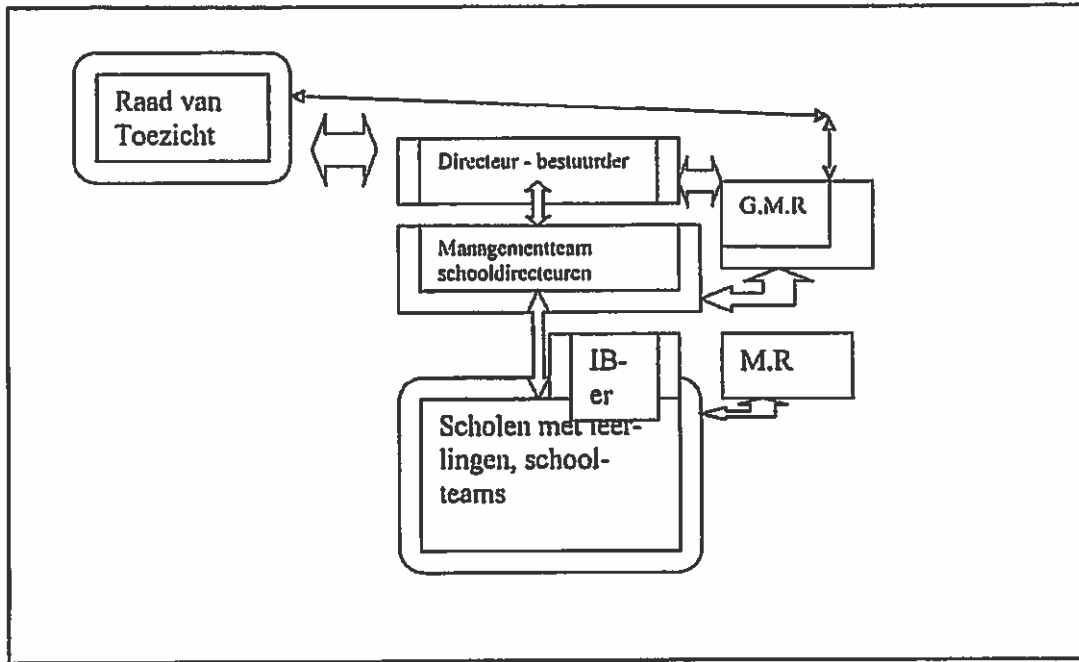 Raad van
Toezicht
Directeur - bestuurder
G.M.R
Managementteam
schooldirecteuren
IB-
er
M.R
Scholen met leer-
lingen, school-
teams